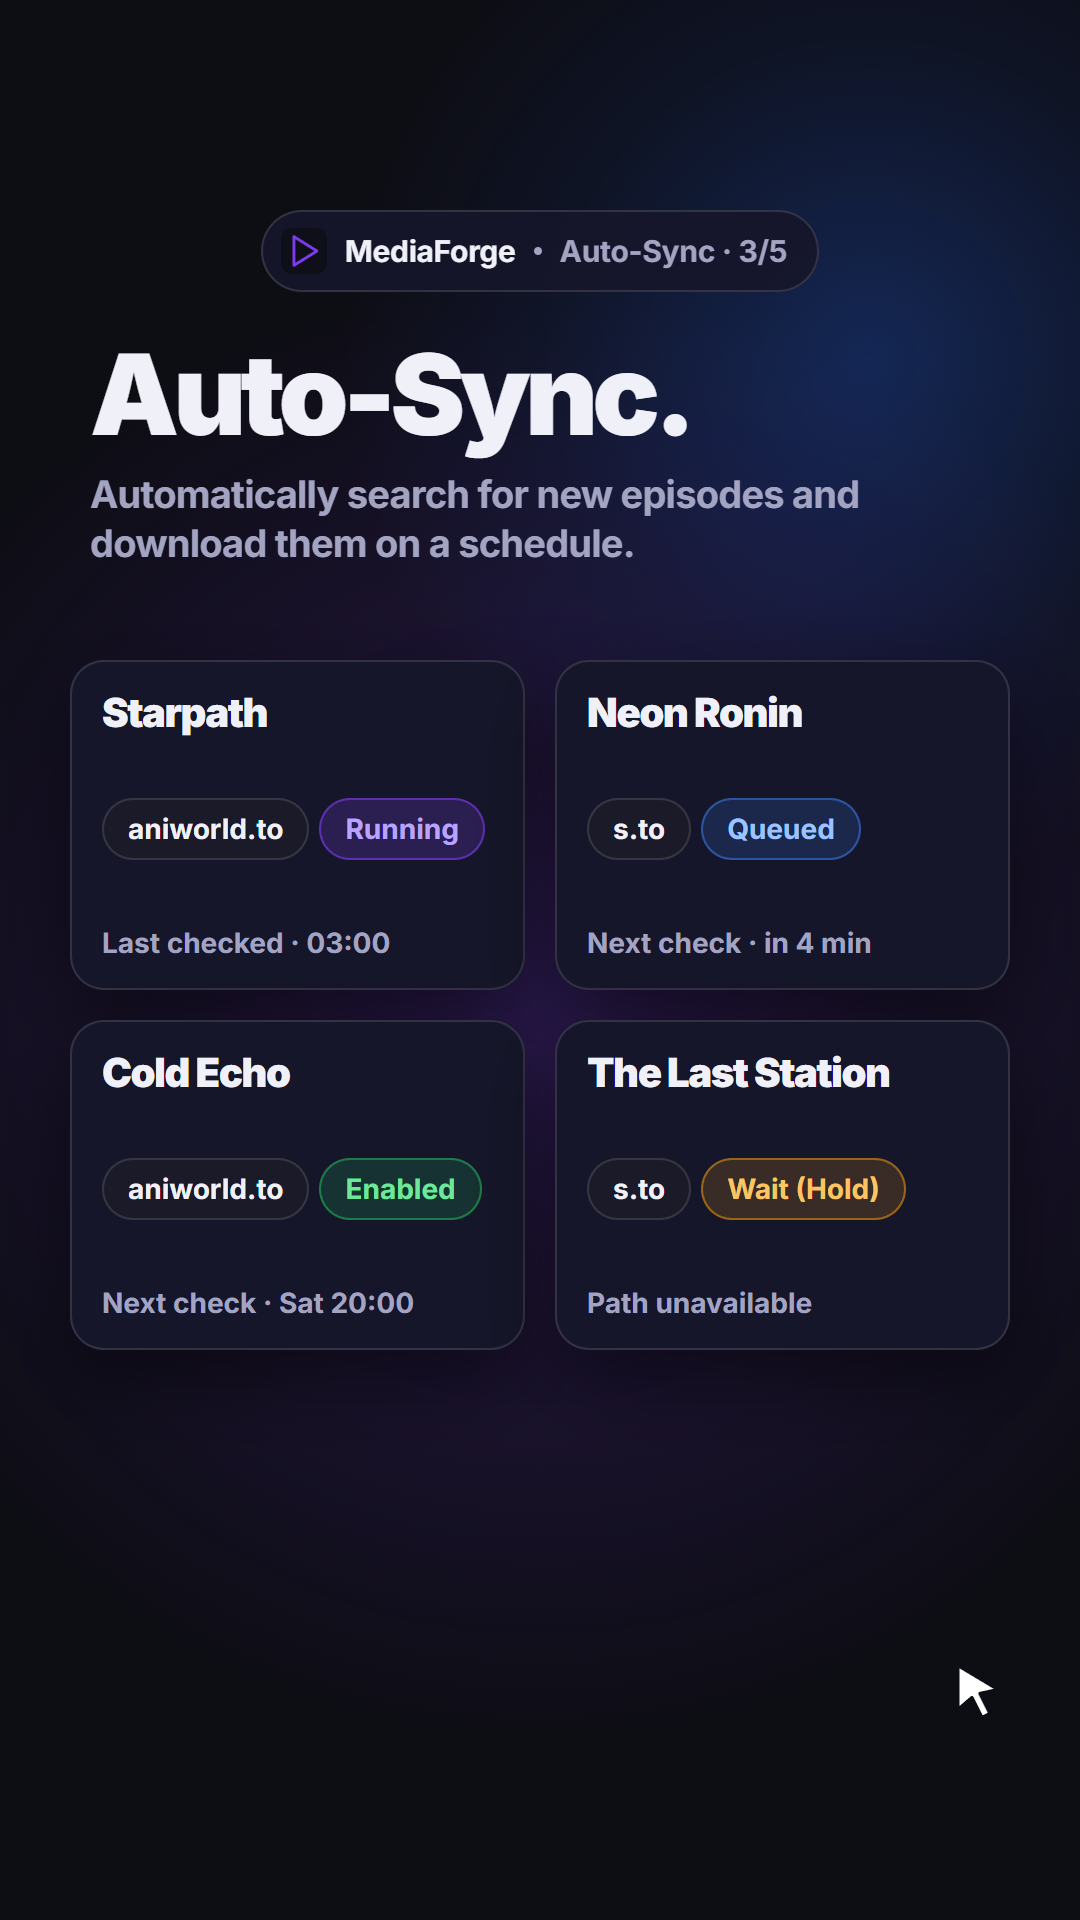 MediaForge • Auto-Sync · 3/5
Auto-Sync.
Automatically search for new episodes and
download them on a schedule.
Starpath
aniworld.to Running
Last checked · 03:00
Neon Ronin
s.to Queued
Next check · in 4 min
Cold Echo
aniworld.to Enabled
Next check · Sat 20:00
The Last Station
s.to Wait (Hold)
Path unavailable